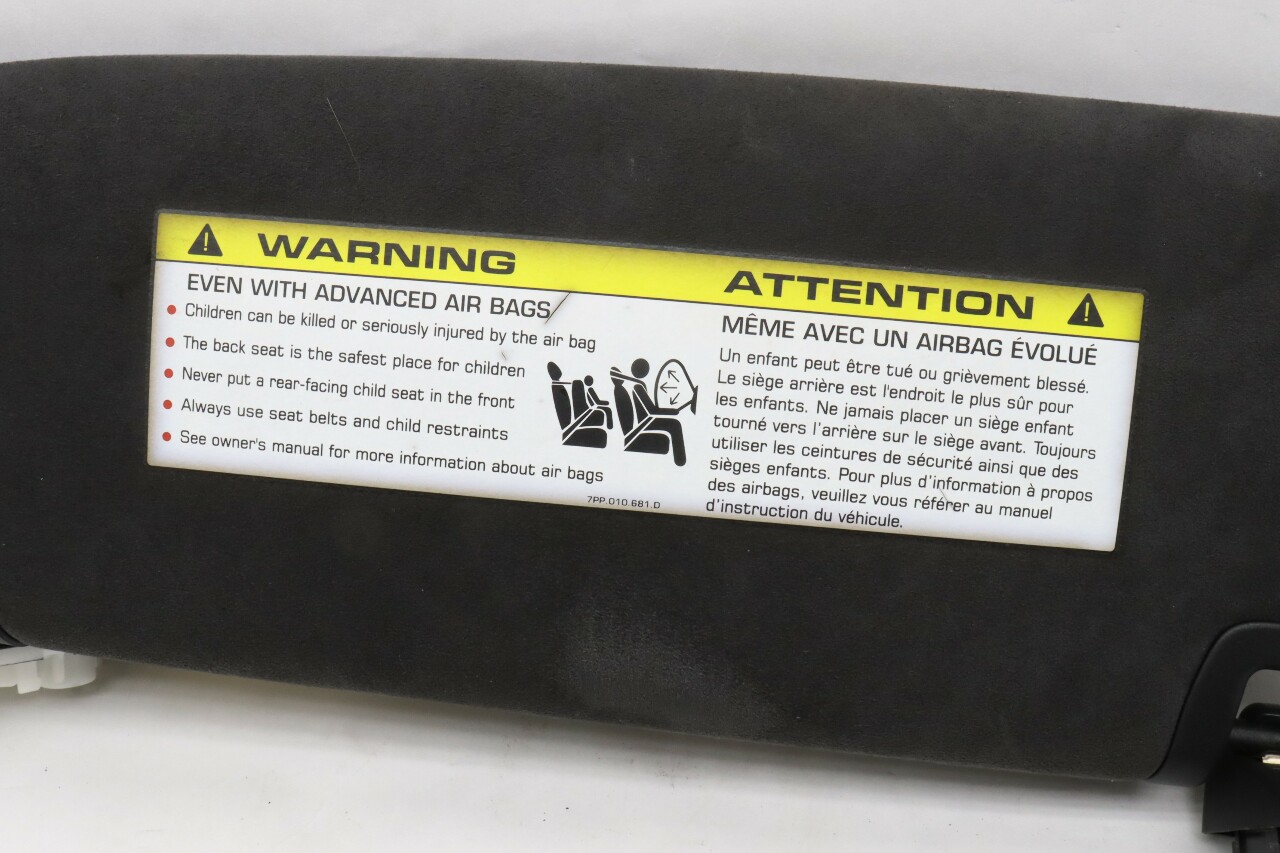 WARNING
EVEN WITH ADVANCED AIR BAGS
Children can be killed or seriously injured by the air bag
The back seat is the safest place for children
Never put a rear-facing child seat in the front
Always use seat belts and child restraints
See owner's manual for more information about air bags
7PP.010.681.D
ATTENTION
MÊME AVEC UN AIRBAG ÉVOLUÉ
Un enfant peut être tué ou grièvement blessé.
Le siège arrière est l'endroit le plus sûr pour
les enfants. Ne jamais placer un siège enfant
tourné vers l'arrière sur le siège avant. Toujours
utiliser les ceintures de sécurité ainsi que des
sièges enfants. Pour plus d'information à propos
des airbags, veuillez vous référer au manuel
d'instruction du véhicule.